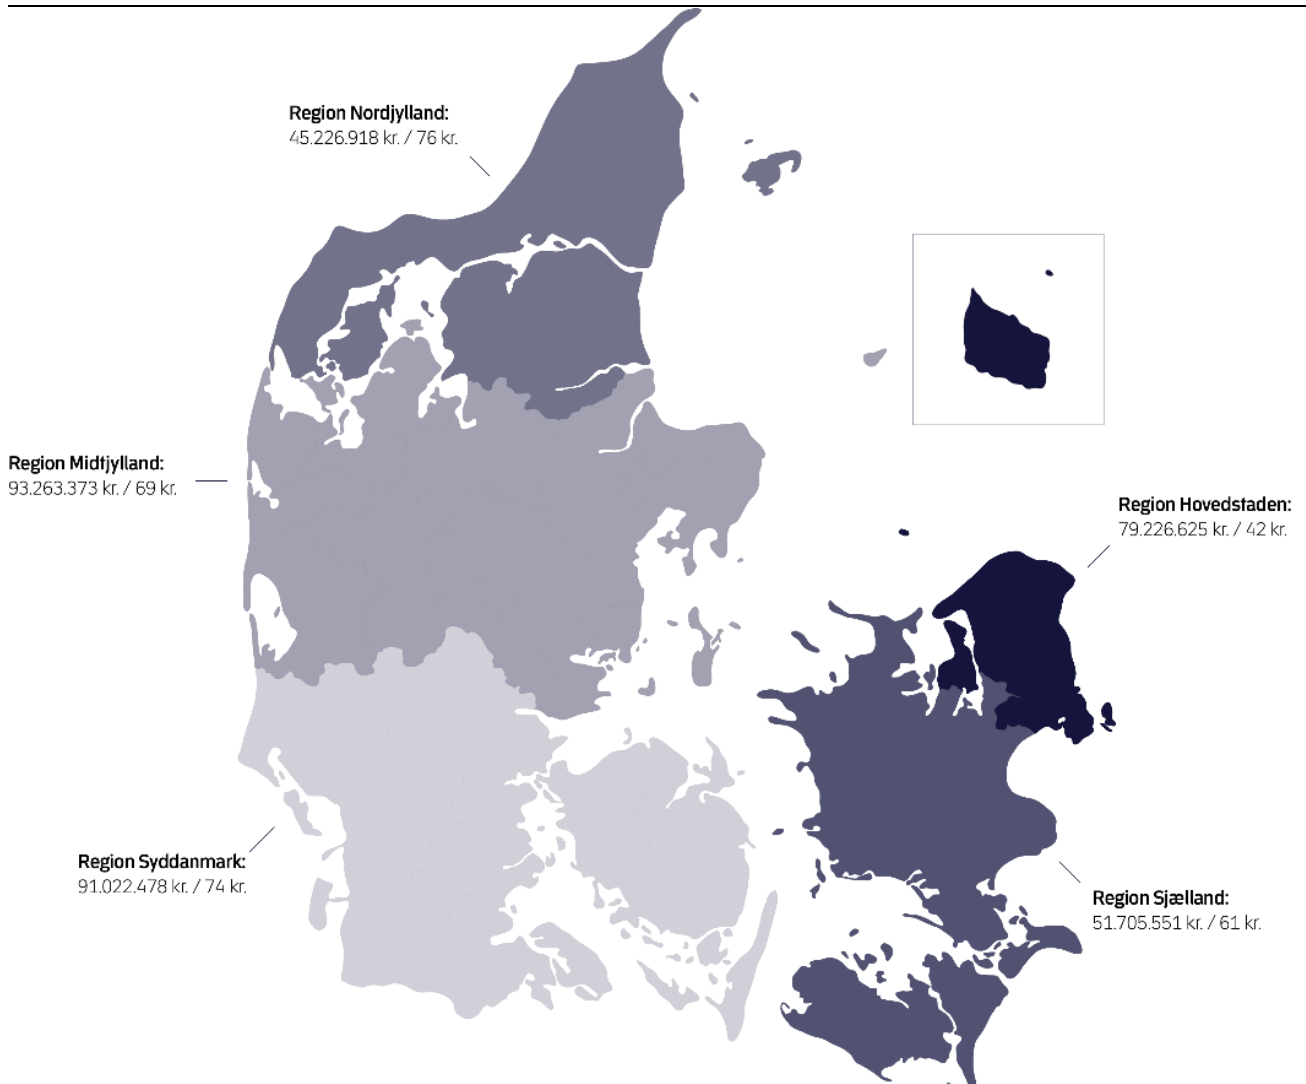 Region Nordjylland:
45.226.918 kr. / 76 kr.
Region Midtjylland:
93.263.373 kr. / 69 kr.
Region Hovedstaden:
79.226.625 kr. / 42 kr.
Region Syddanmark:
91.022.478 kr. / 74 kr.
Region Sjælland:
51.705.551 kr. / 61 kr.